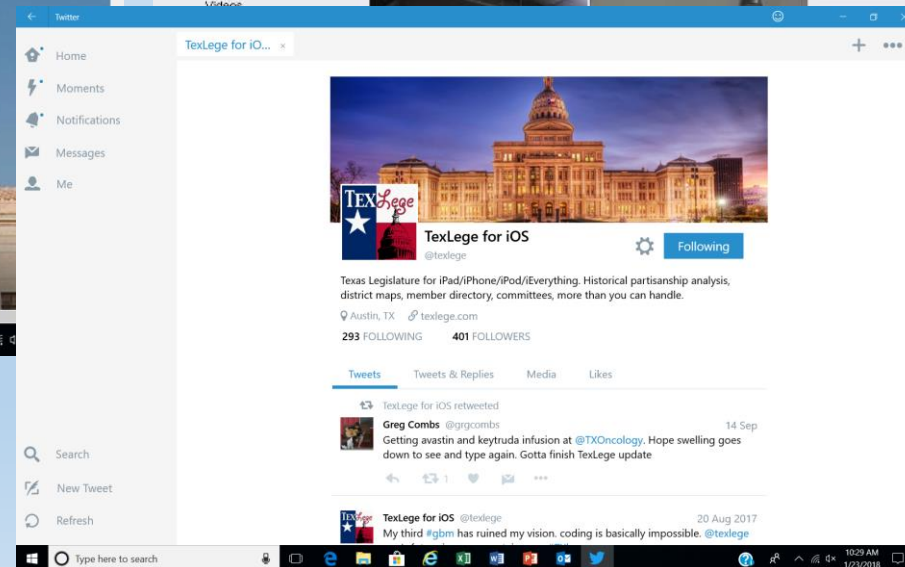 Videos
Twitter
Home
Moments
Notifications
Messages
Me
TexLege for iO...
TEXLege
TexLege for iOS
@texlege
Following
Texas Legislature for iPad/iPhone/iPod/iEverything. Historical partisanship analysis,
district maps, member directory, committees, more than you can handle.
Austin, TX texlege.com
293 FOLLOWING 401 FOLLOWERS
Tweets Tweets & Replies Media Likes
TexLege for iOS retweeted
Greg Combs @grgcombs 14 Sep
Getting avastin and keytruda infusion at @TXOncology. Hope swelling goes
down to see and type again. Gotta finish TexLege update
1
TexLege for iOS @texlege 20 Aug 2017
My third #gbm has ruined my vision. coding is basically impossible. @texlege
Search
New Tweet
Refresh
Type here to search
10:29 AM
1/23/2018